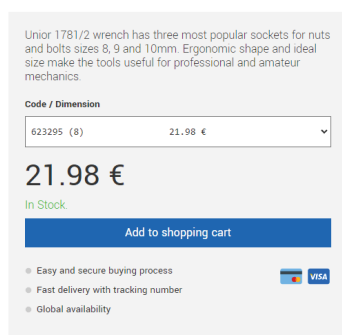 Unior 1781/2 wrench has three most popular sockets for nuts
and bolts sizes 8, 9 and 10mm. Ergonomic shape and ideal
size make the tools useful for professional and amateur
mechanics.
Code / Dimension
623295 (8) 21.98 €
21.98 €
In Stock.
Add to shopping cart
Easy and secure buying process
Fast delivery with tracking number
Global availability
VISA